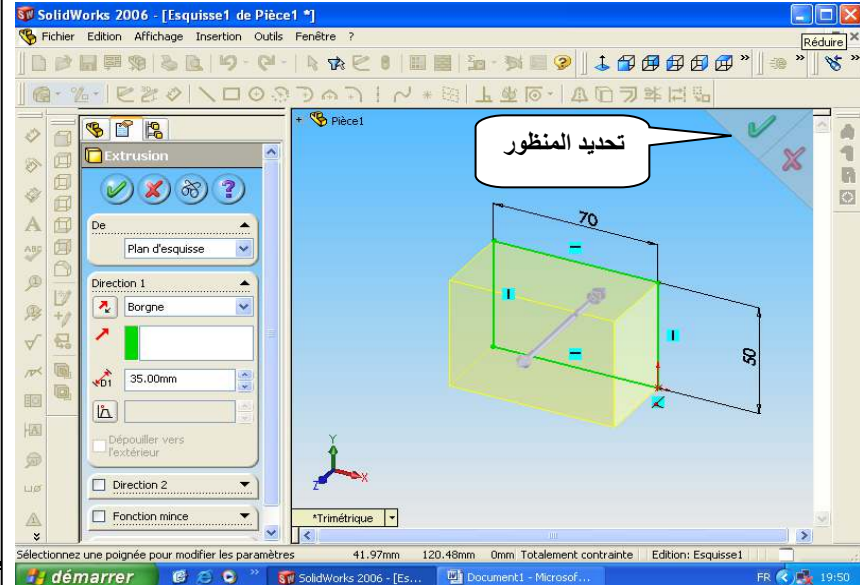 SolidWorks 2006 - [Esquisse1 de Pièce1 *]
Fichier Edition Affichage Insertion Outils Fenêtre ?
Réduire
Pièce1
تحديد المنظور
Extrusion
De
Plan d'esquisse
Direction 1
Borgne
D1
35.00mm
Dépouiller vers
l'extérieur
Direction 2
Fonction mince
70
50
Y
X
Z
*Trimétrique
Sélectionnez une poignée pour modifier les paramètres 41.97mm 120.48mm 0mm Totalement contrainte Edition: Esquisse1
démarrer SolidWorks 2006 - [Es... Document1 - Microsof... FR 19:50